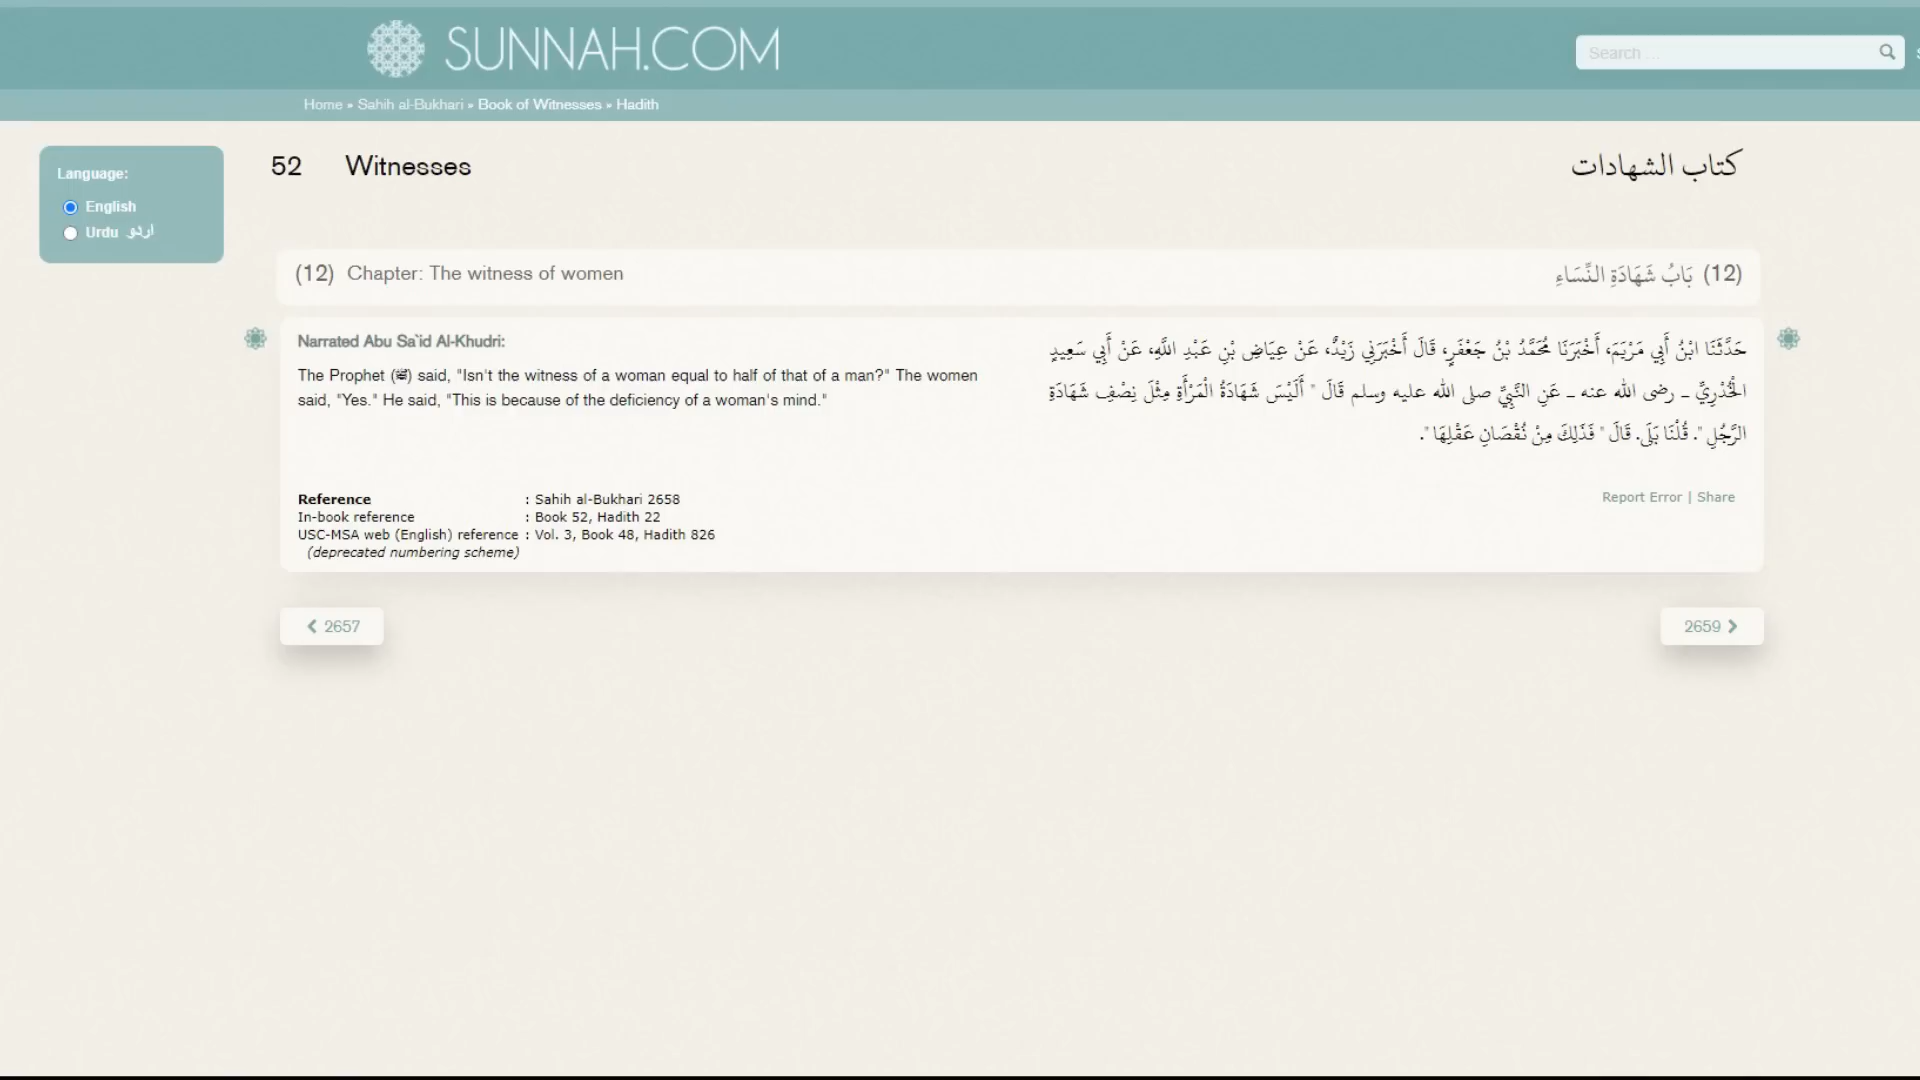 SUNNAH.COM
Search ...
Home » Sahih al-Bukhari » Book of Witnesses » Hadith
Language:
English
Urdu اردو
52 Witnesses
كتاب الشهادات
(12) Chapter: The witness of women
(12) بَابُ شَهَادَةِ النِّسَاءِ
Narrated Abu Sa`id Al-Khudri:
The Prophet (ﷺ) said, "Isn't the witness of a woman equal to half of that of a man?" The women
said, "Yes." He said, "This is because of the deficiency of a woman's mind."
حَدَّثَنَا ابْنُ أَبِي مَرْيَمَ، أَخْبَرَنَا مُحَمَّدُ بْنُ جَعْفَرٍ، قَالَ أَخْبَرَنِي زَيْدٌ، عَنْ عِيَاضِ بْنِ عَبْدِ اللَّهِ، عَنْ أَبِي سَعِيدٍ
الْخُدْرِيِّ ـ رضى الله عنه ـ عَنِ النَّبِيِّ صلى الله عليه وسلم قَالَ " أَلَيْسَ شَهَادَةُ الْمَرْأَةِ مِثْلَ نِصْفِ شَهَادَةِ
الرَّجُلِ ". قُلْنَا بَلَى. قَالَ " فَذَلِكَ مِنْ نُقْصَانِ عَقْلِهَا ".
Reference : Sahih al-Bukhari 2658
In-book reference : Book 52, Hadith 22
USC-MSA web (English) reference : Vol. 3, Book 48, Hadith 826
(deprecated numbering scheme)
Report Error | Share
2657
2659